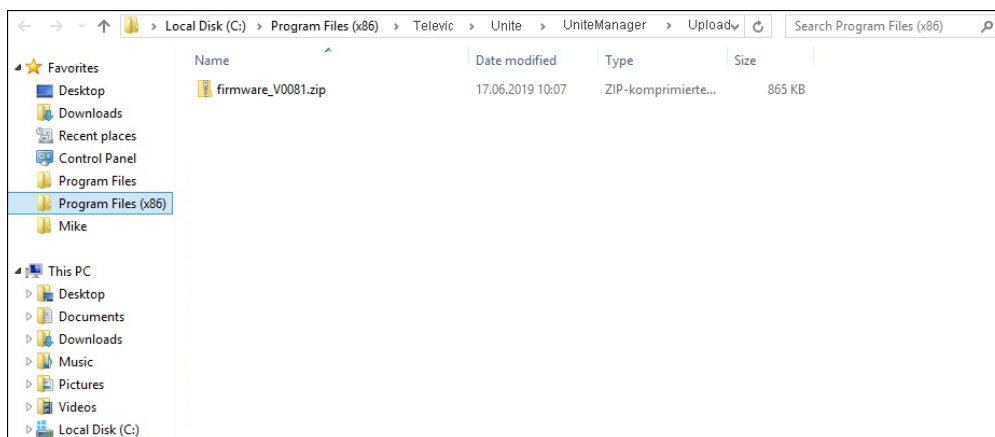 Local Disk (C:) > Program Files (x86) > Televic > Unite > UniteManager > Upload Search Program Files (x86)
Name Date modified Type Size
firmware_V0081.zip 17.06.2019 10:07 ZIP-komprimierte... 865 KB
Favorites
Desktop
Downloads
Recent places
Control Panel
Program Files
Program Files (x86)
Mike
This PC
Desktop
Documents
Downloads
Music
Pictures
Videos
Local Disk (C:)